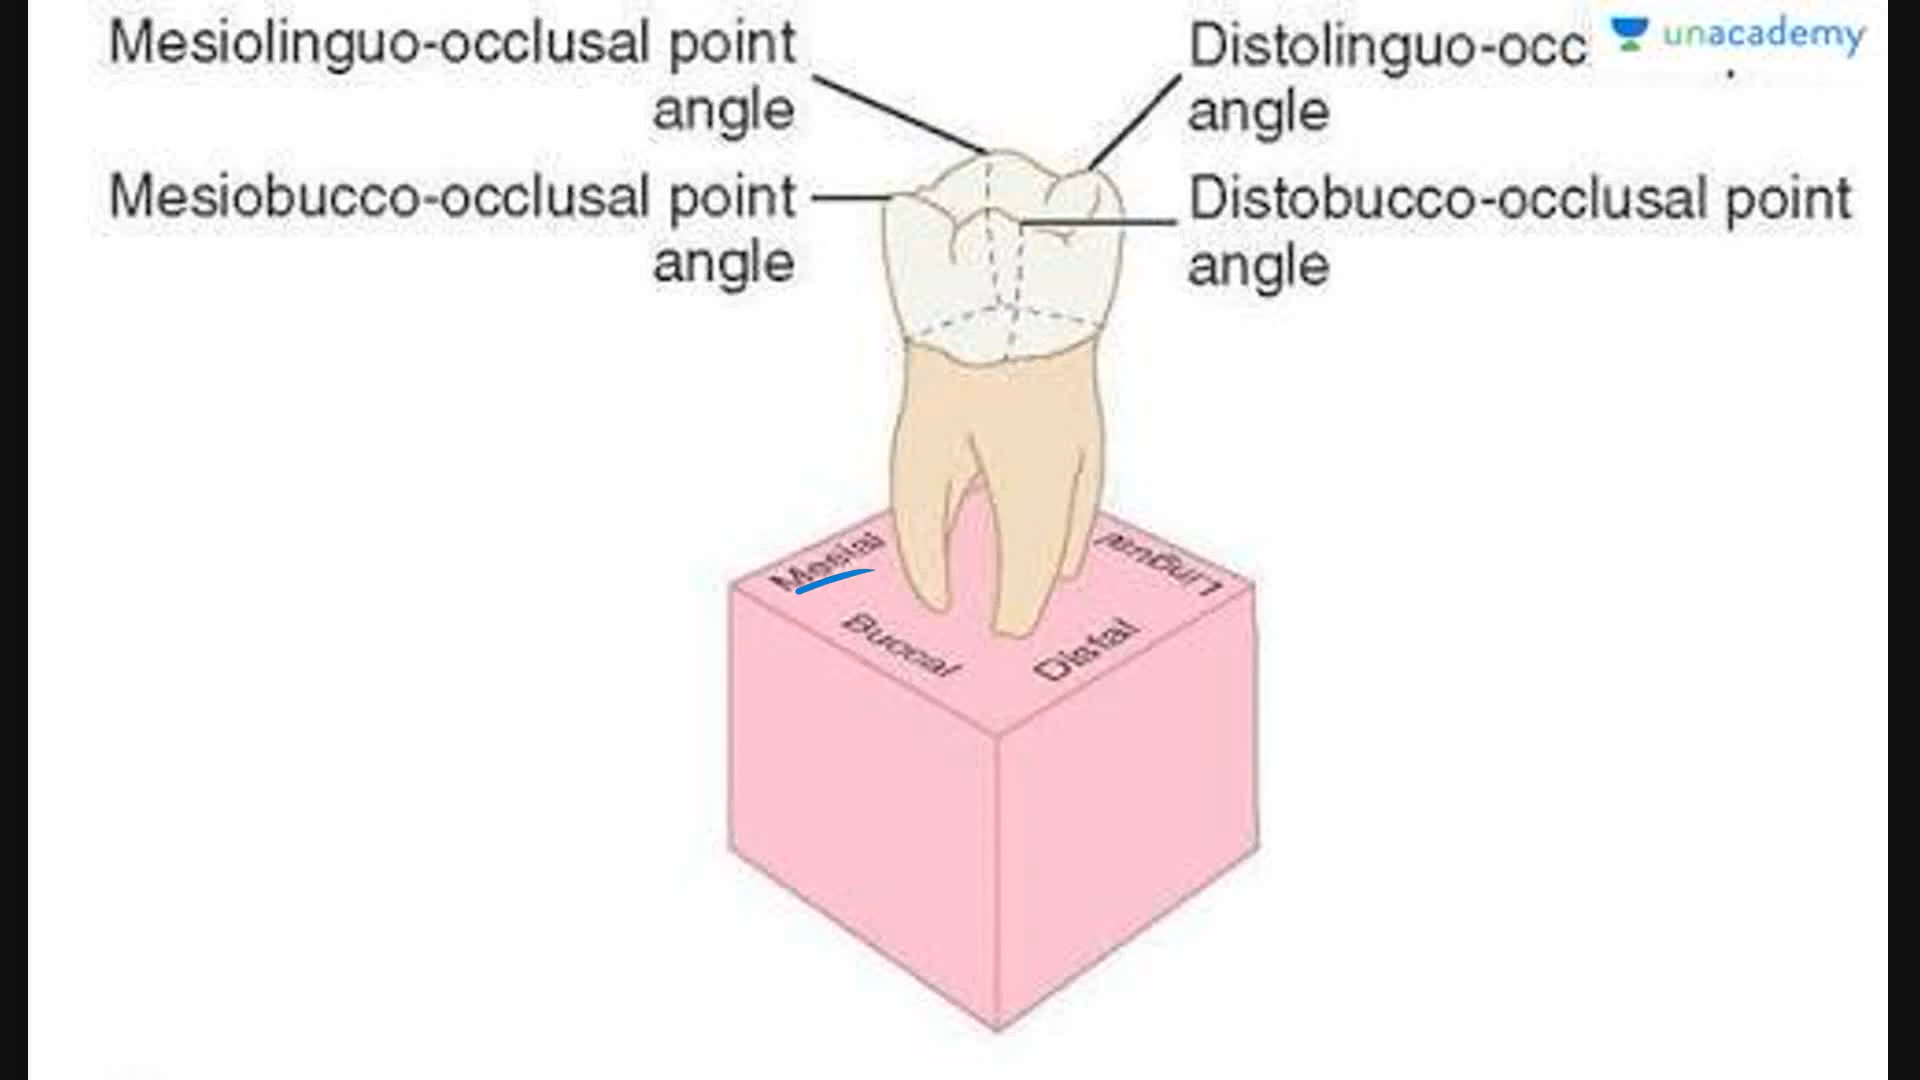 Mesiolinguo-occlusal point
angle
Distolinguo-occ
angle
unacademy
Mesiobucco-occlusal point
angle
Distobucco-occlusal point
angle
Mesial
Lingual
Buccal
Distal